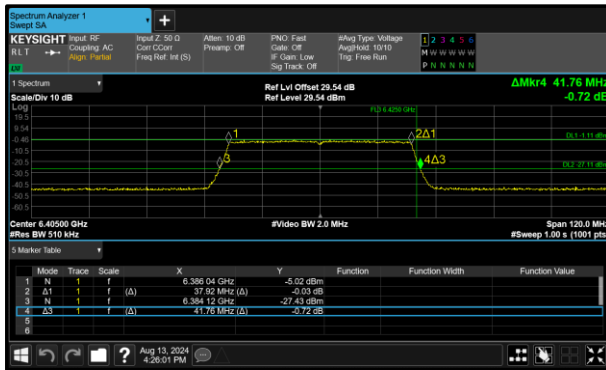 Spectrum Analyzer 1
Swept SA
+
KEYSIGHT Input: RF Input Z: 50 Ω Atten: 10 dB PNO: Fast #Avg Type: Voltage 1 2 3 4 5 6
RLT Coupling: AC Corr CCorr Preamp: Off Gate: Off Avg|Hold: 10/10 M W W W W W
Align: Partial Freq Ref: Int (S) IF Gain: Low Trig: Free Run P N N N N N
Sig Track: Off
1 Spectrum Ref Lvl Offset 29.54 dB ΔMkr4 41.76 MHz
Scale/Div 10 dB Ref Level 29.54 dBm -0.72 dB
Log
19.5
9.54
-0.46
-10.5
-20.5
-30.5
-40.5
-50.5
-60.5
FLD 6.4250 GHz
1
2Δ1
DL1 -1.11 dBm
3
4Δ3
DL2 -27.11 dBm
Center 6.40500 GHz #Video BW 2.0 MHz Span 120.0 MHz
#Res BW 510 kHz #Sweep 1.00 s (1001 pts)
5 Marker Table
Mode Trace Scale X Y Function Function Width Function Value
1 N 1 f 6.386 04 GHz -5.02 dBm
2 Δ1 1 f (Δ) 37.92 MHz (Δ) -0.03 dB
3 N 1 f 6.384 12 GHz -27.43 dBm
4 Δ3 1 f (Δ) 41.76 MHz (Δ) -0.72 dB
5
6
? Aug 13, 2024
4:26:01 PM